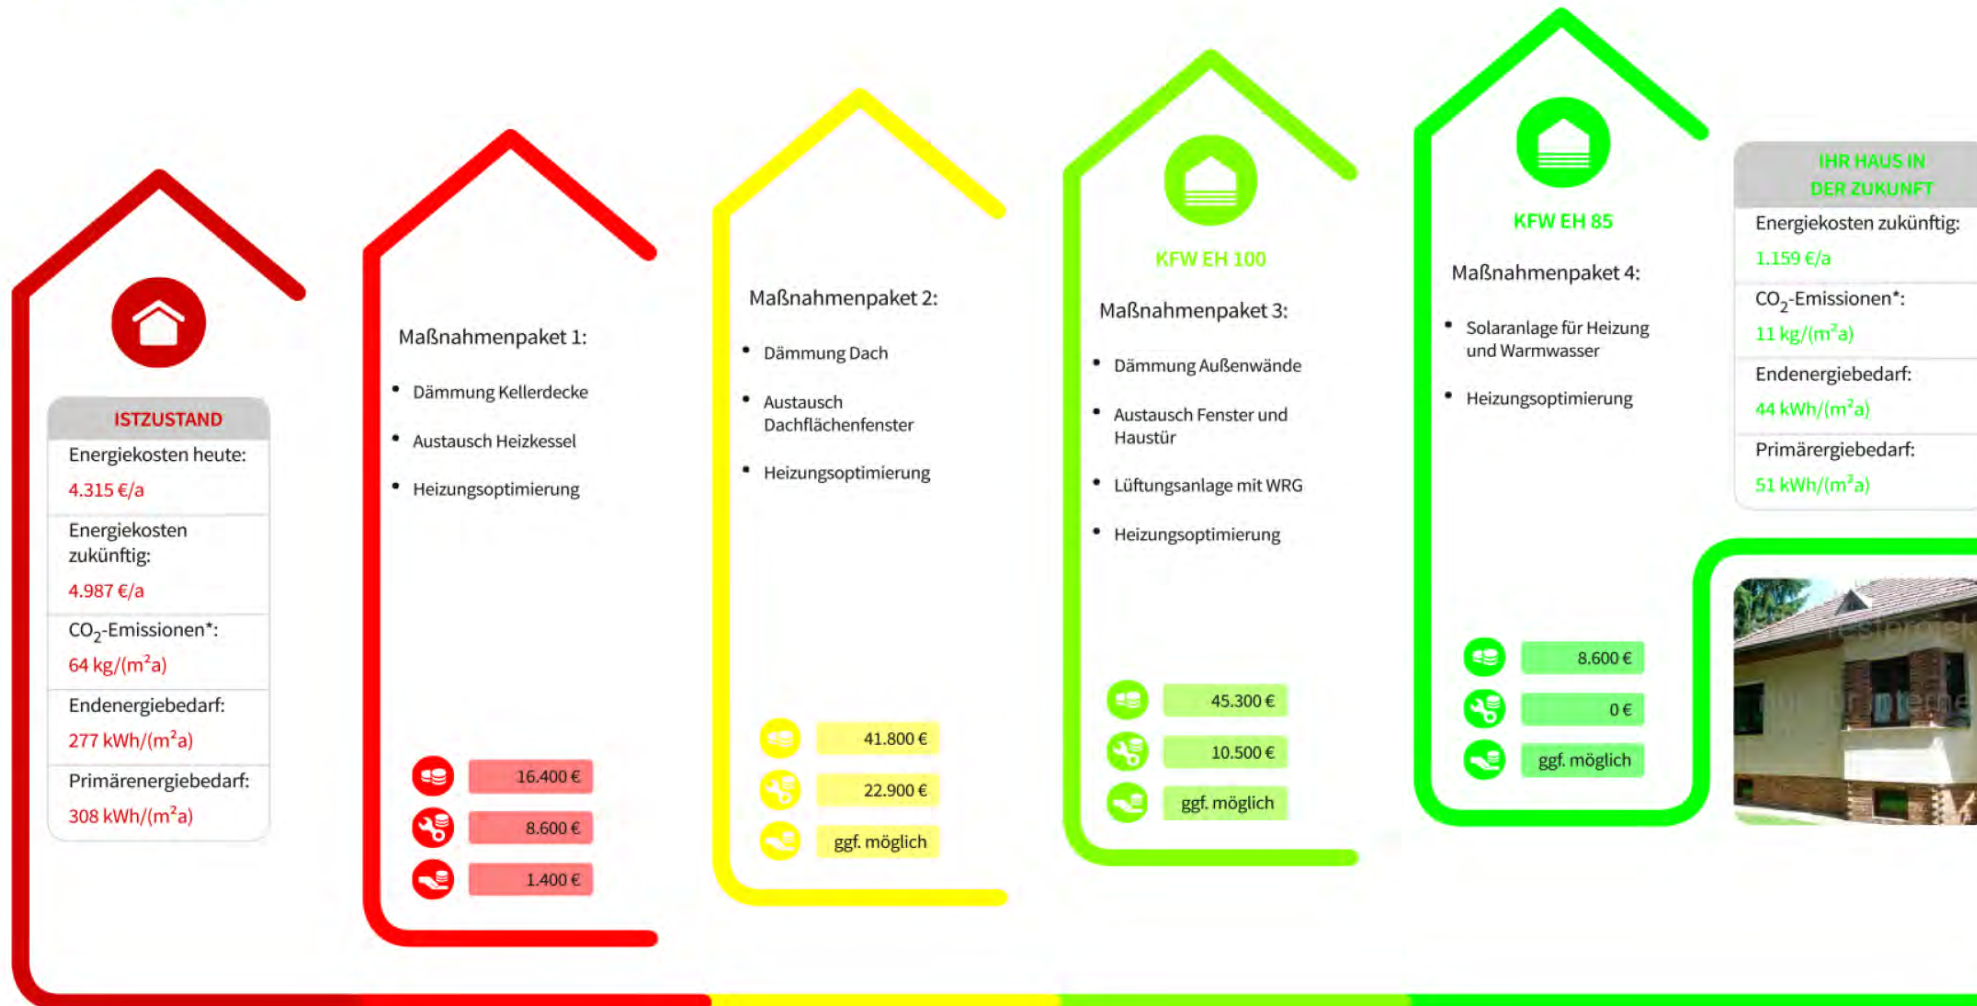 ISTZUSTAND
Energiekosten heute:
4.315 €/a
Energiekosten
zukünftig:
4.987 €/a
CO₂-Emissionen*:
64 kg/(m²a)
Endenergiebedarf:
277 kWh/(m²a)
Primärenergiebedarf:
308 kWh/(m²a)
Maßnahmenpaket 1:
• Dämmung Kellerdecke
• Austausch Heizkessel
• Heizungsoptimierung
16.400 €
8.600 €
1.400 €
Maßnahmenpaket 2:
• Dämmung Dach
• Austausch
Dachflächenfenster
• Heizungsoptimierung
41.800 €
22.900 €
ggf. möglich
KFW EH 100
Maßnahmenpaket 3:
• Dämmung Außenwände
• Austausch Fenster und
Haustür
• Lüftungsanlage mit WRG
• Heizungsoptimierung
45.300 €
10.500 €
ggf. möglich
KFW EH 85
Maßnahmenpaket 4:
• Solaranlage für Heizung
und Warmwasser
• Heizungsoptimierung
8.600 €
0 €
ggf. möglich
IHR HAUS IN
DER ZUKUNFT
Energiekosten zukünftig:
1.159 €/a
CO₂-Emissionen*:
11 kg/(m²a)
Endenergiebedarf:
44 kWh/(m²a)
Primärergiebedarf:
51 kWh/(m²a)